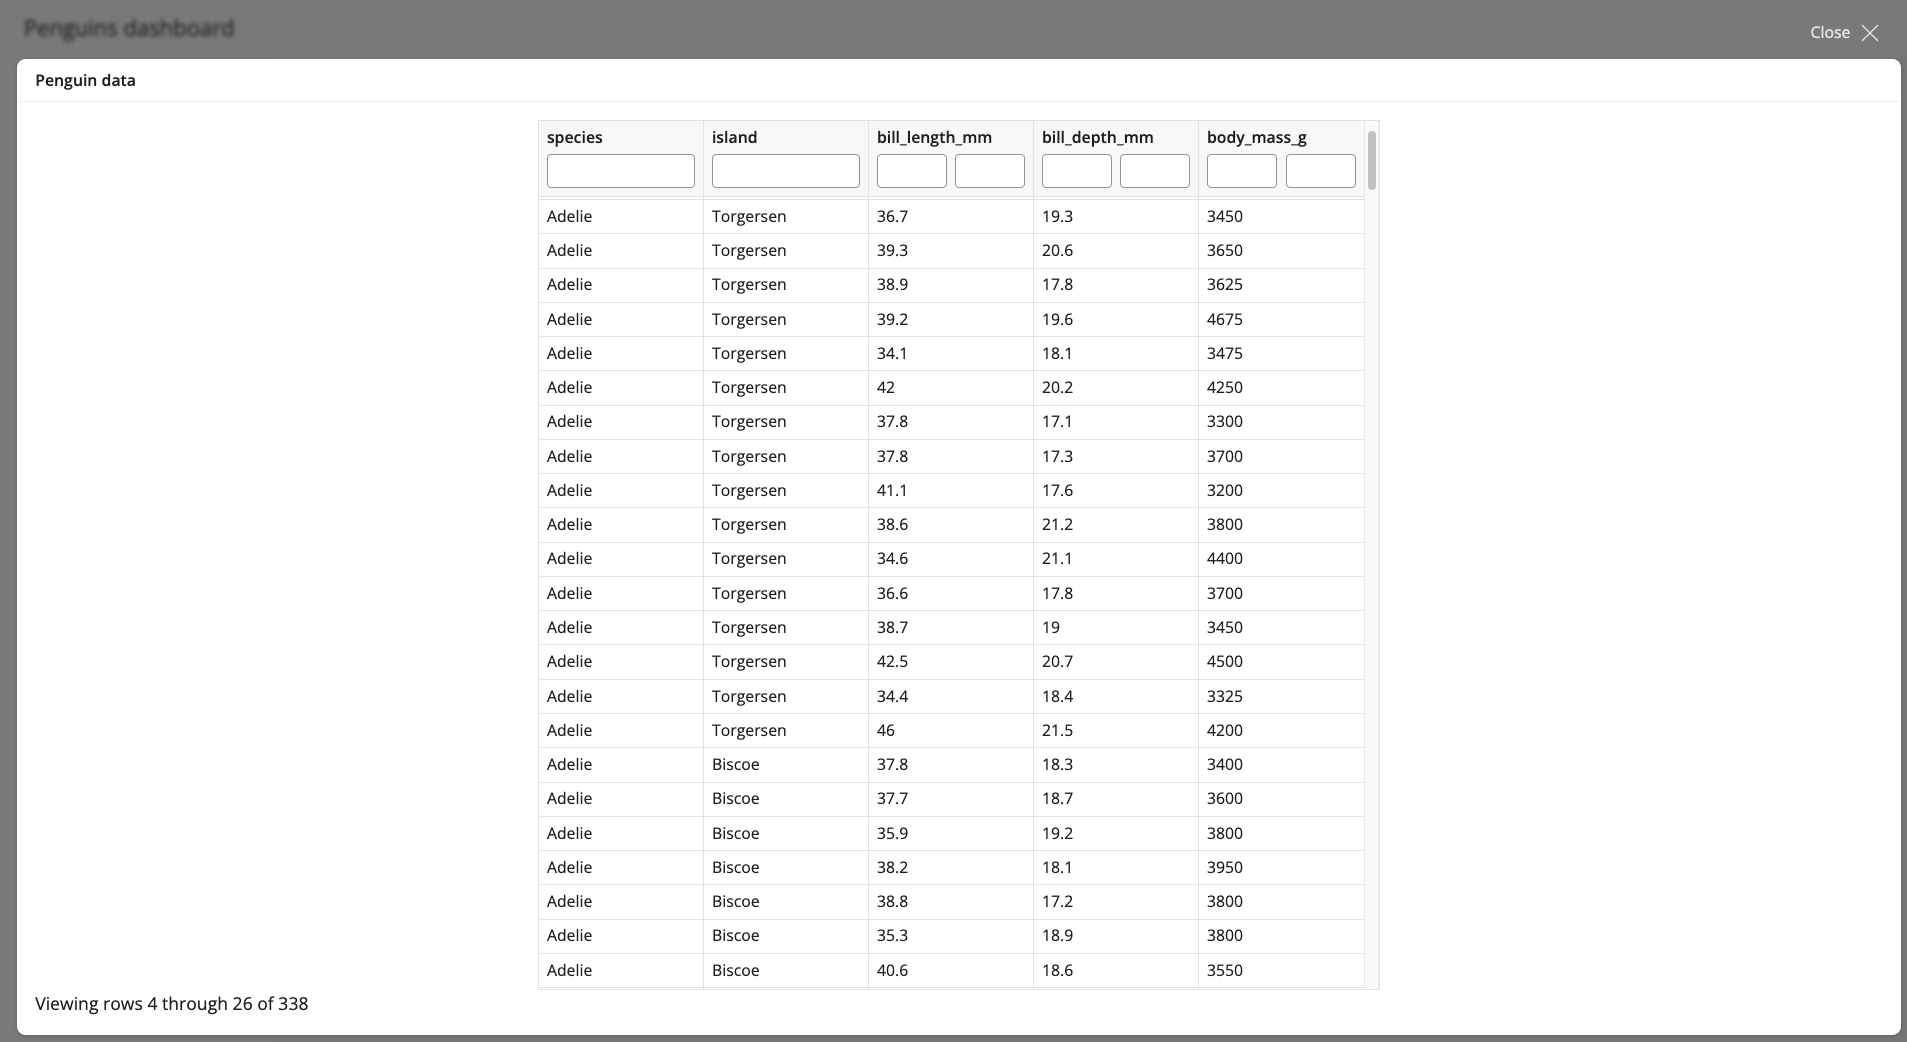 Penguins dashboard
Close
Penguin data
species island bill_length_mm bill_depth_mm body_mass_g
Adelie Torgersen 36.7 19.3 3450
Adelie Torgersen 39.3 20.6 3650
Adelie Torgersen 38.9 17.8 3625
Adelie Torgersen 39.2 19.6 4675
Adelie Torgersen 34.1 18.1 3475
Adelie Torgersen 42 20.2 4250
Adelie Torgersen 37.8 17.1 3300
Adelie Torgersen 37.8 17.3 3700
Adelie Torgersen 41.1 17.6 3200
Adelie Torgersen 38.6 21.2 3800
Adelie Torgersen 34.6 21.1 4400
Adelie Torgersen 36.6 17.8 3700
Adelie Torgersen 38.7 19 3450
Adelie Torgersen 42.5 20.7 4500
Adelie Torgersen 34.4 18.4 3325
Adelie Torgersen 46 21.5 4200
Adelie Biscoe 37.8 18.3 3400
Adelie Biscoe 37.7 18.7 3600
Adelie Biscoe 35.9 19.2 3800
Adelie Biscoe 38.2 18.1 3950
Adelie Biscoe 38.8 17.2 3800
Adelie Biscoe 35.3 18.9 3800
Adelie Biscoe 40.6 18.6 3550
Viewing rows 4 through 26 of 338